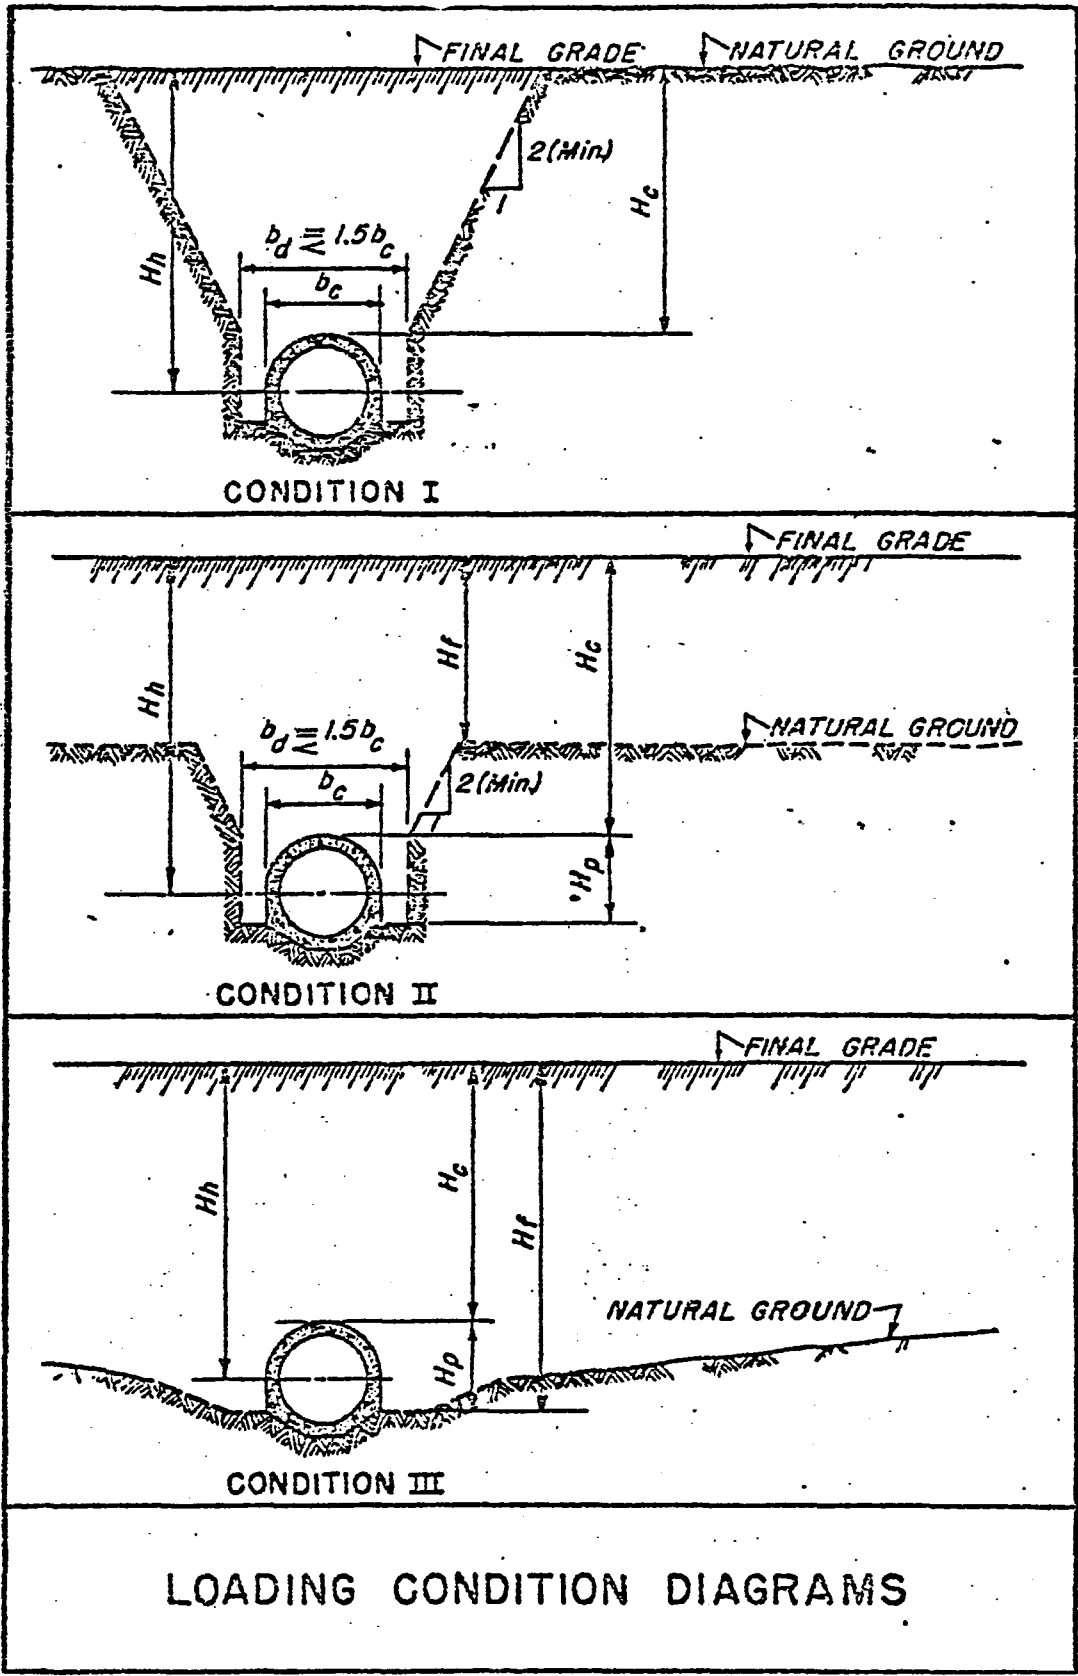 FINAL GRADE
NATURAL GROUND
2(Min)
1
Hc
Hh
bd ≦ 1.5bc
bc
CONDITION I
FINAL GRADE
Hf
Hc
Hh
NATURAL GROUND
bd ≦ 1.5bc
2(Min)
1
bc
Hp
CONDITION II
FINAL GRADE
Hc
Hh
Hf
NATURAL GROUND
Hp
CONDITION III
LOADING CONDITION DIAGRAMS